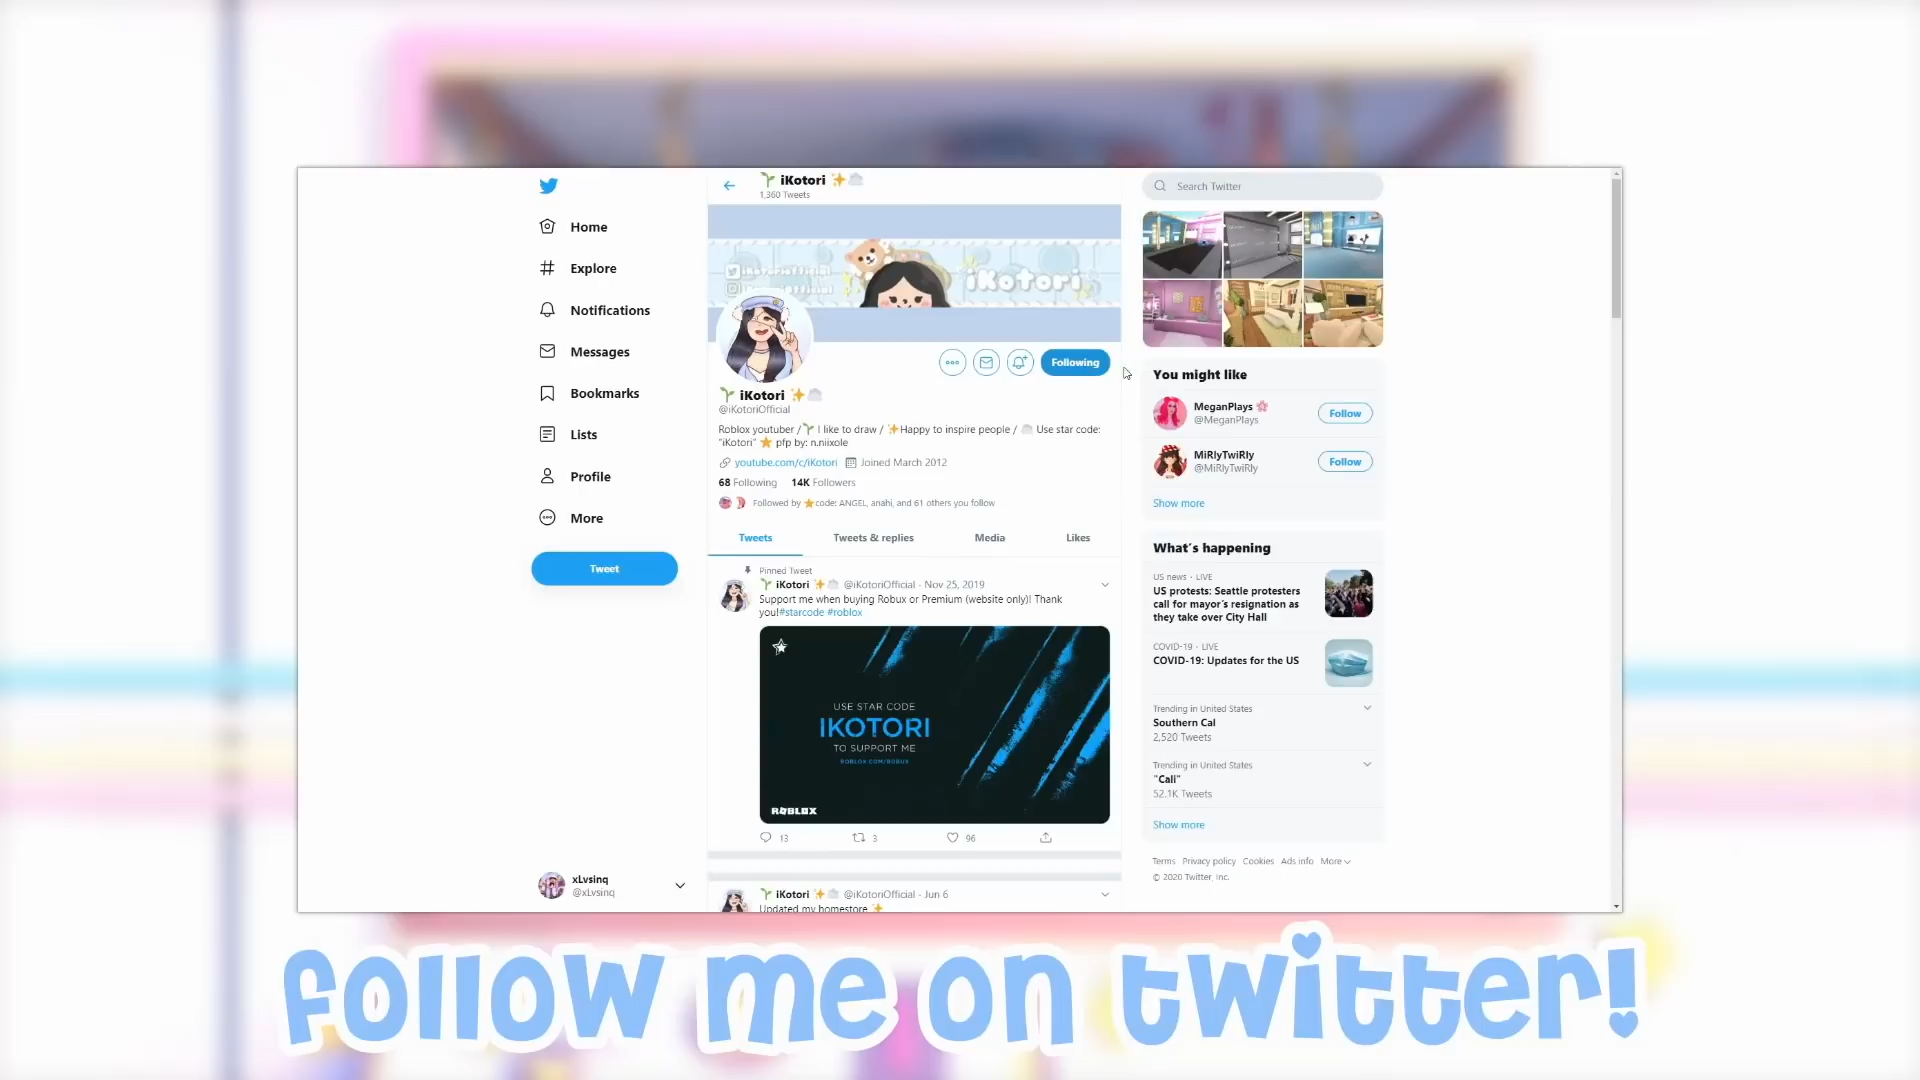 Home
Explore
Notifications
Messages
Bookmarks
Lists
Profile
More
Tweet
xLvsinq
@xLvsinq
🌱 iKotori ✨☁️
1,360 Tweets
iKotoriOfficial
iKotoriOfficial
iKotori
Following
🌱 iKotori ✨☁️
@iKotoriOfficial
Roblox youtuber /🌱 I like to draw / ✨Happy to inspire people / ☁️ Use star code:
"iKotori" ⭐ pfp by: n.niixole
youtube.com/c/iKotori Joined March 2012
68 Following 14K Followers
Followed by ⭐code: ANGEL, anahi, and 61 others you follow
Tweets Tweets & replies Media Likes
Pinned Tweet
🌱 iKotori ✨☁️ @iKotoriOfficial · Nov 25, 2019
Support me when buying Robux or Premium (website only)! Thank
you!#starcode #roblox
USE STAR CODE
IKOTORI
TO SUPPORT ME
ROBLOX.COM/ROBUX
ROBLOX
13 3 96
🌱 iKotori ✨☁️ @iKotoriOfficial · Jun 6
Updated my homestore ✨
Search Twitter
You might like
MeganPlays 🌸
@MeganPlays
Follow
MiRlyTwiRly
@MiRlyTwiRly
Follow
Show more
What's happening
US news · LIVE
US protests: Seattle protesters
call for mayor's resignation as
they take over City Hall
COVID-19 · LIVE
COVID-19: Updates for the US
Trending in United States
Southern Cal
2,520 Tweets
Trending in United States
"Cali"
52.1K Tweets
Show more
Terms Privacy policy Cookies Ads info More
© 2020 Twitter, Inc.
follow me on twitter!